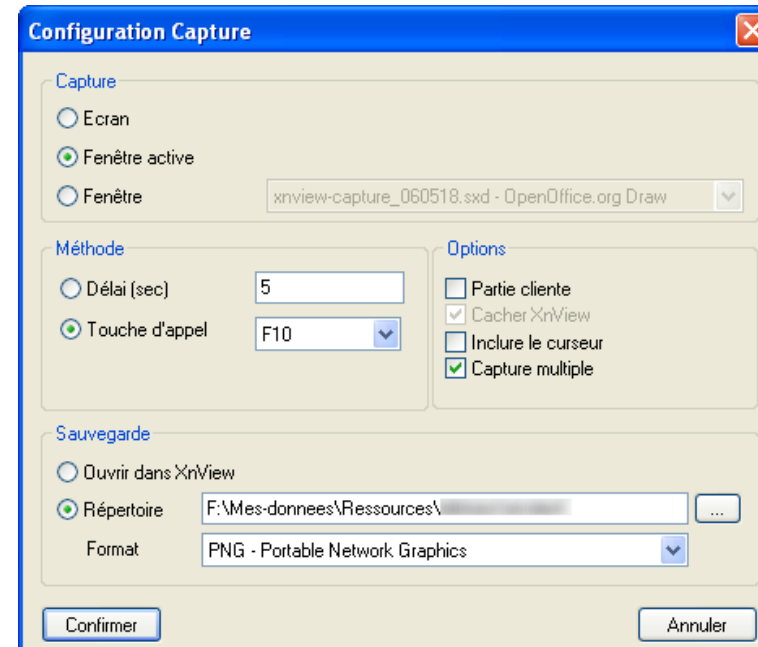 Configuration Capture
Capture
Ecran
Fenêtre active
Fenêtre xnview-capture_060518.sxd - OpenOffice.org Draw
Méthode
Délai (sec) 5
Touche d'appel F10
Options
Partie cliente
Cacher XnView
Inclure le curseur
Capture multiple
Sauvegarde
Ouvrir dans XnView
Répertoire F:\Mes-donnees\Ressources\ ...
Format PNG - Portable Network Graphics
Confirmer Annuler